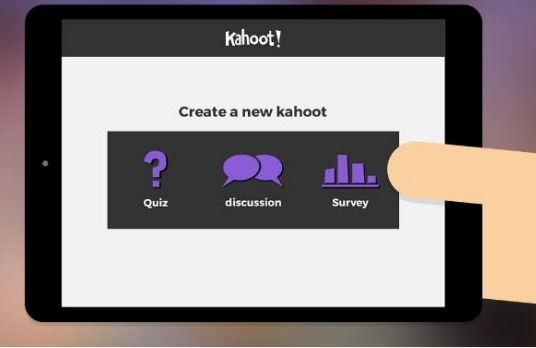 Kahoot!
Create a new kahoot
Quiz
discussion
Survey